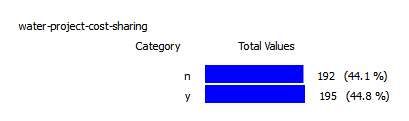 water-project-cost-sharing
Category Total Values
n 192 (44.1 %)
y 195 (44.8 %)